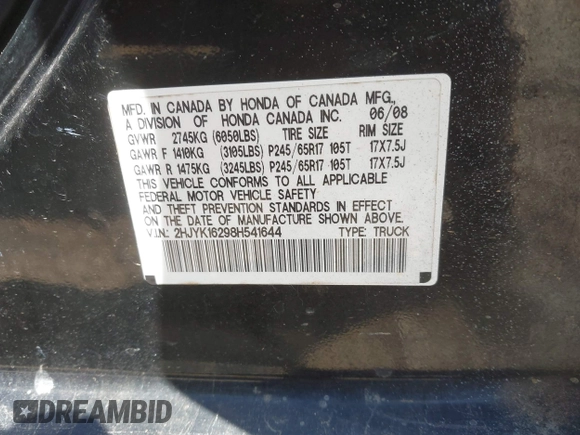 MFD. IN CANADA BY HONDA OF CANADA MFG.,
A DIVISION OF HONDA CANADA INC. 06/08
GVWR 2745KG (6050LBS) TIRE SIZE RIM SIZE
GAWR F 1410KG (3105LBS) P245/65R17 105T 17X7.5J
GAWR R 1475KG (3245LBS) P245/65R17 105T 17X7.5J
THIS VEHICLE CONFORMS TO ALL APPLICABLE
FEDERAL MOTOR VEHICLE SAFETY
AND THEFT PREVENTION STANDARDS IN EFFECT
ON THE DATE OF MANUFACTURE SHOWN ABOVE.
V.I.N.: 2HJYK16298H541644 TYPE: TRUCK
DREAMBID